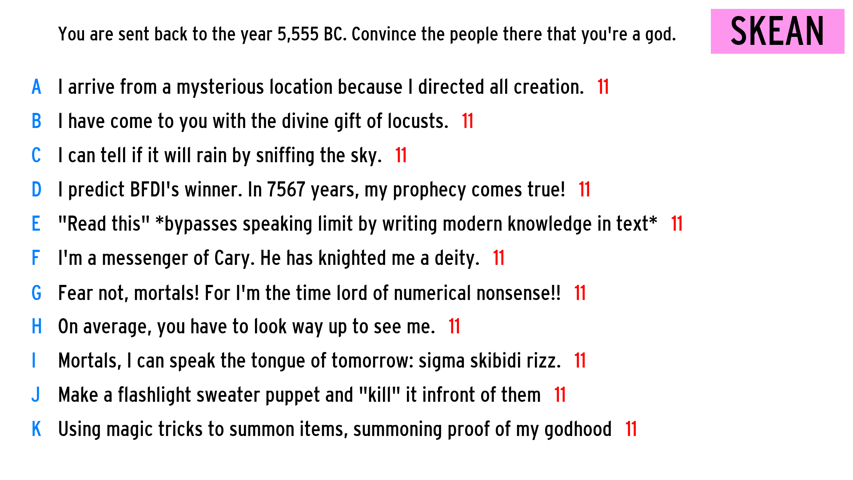 You are sent back to the year 5,555 BC. Convince the people there that you're a god.
SKEAN
A I arrive from a mysterious location because I directed all creation. 11
B I have come to you with the divine gift of locusts. 11
C I can tell if it will rain by sniffing the sky. 11
D I predict BFDI's winner. In 7567 years, my prophecy comes true! 11
E "Read this" *bypasses speaking limit by writing modern knowledge in text* 11
F I'm a messenger of Cary. He has knighted me a deity. 11
G Fear not, mortals! For I'm the time lord of numerical nonsense!! 11
H On average, you have to look way up to see me. 11
I Mortals, I can speak the tongue of tomorrow: sigma skibidi rizz. 11
J Make a flashlight sweater puppet and "kill" it infront of them 11
K Using magic tricks to summon items, summoning proof of my godhood 11